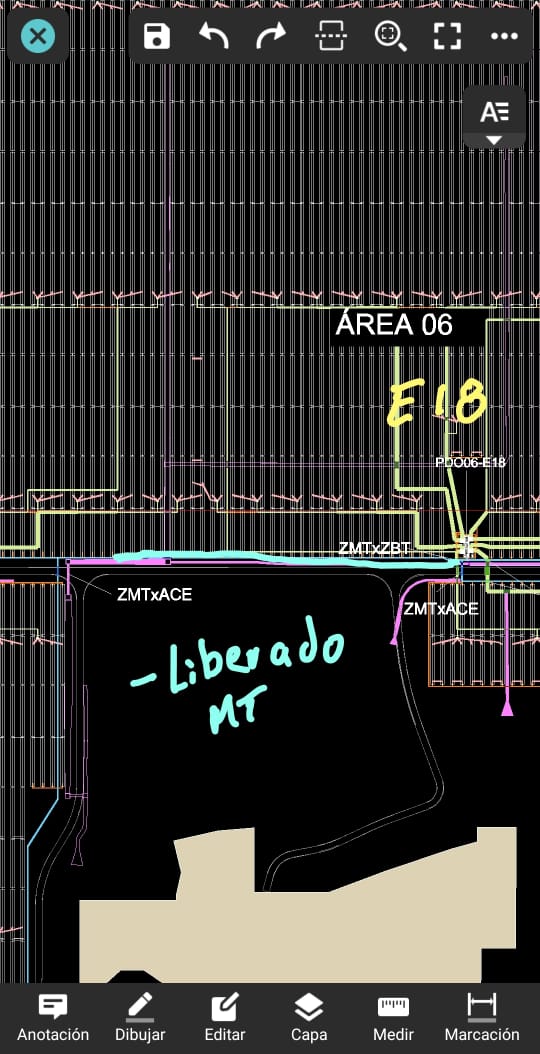 ÁREA 06
E18
PDO06-E18
ZMTxZBT
ZMTxACE
ZMTxACE
- Liberado
MT
Anotación Dibujar Editar Capa Medir Marcación